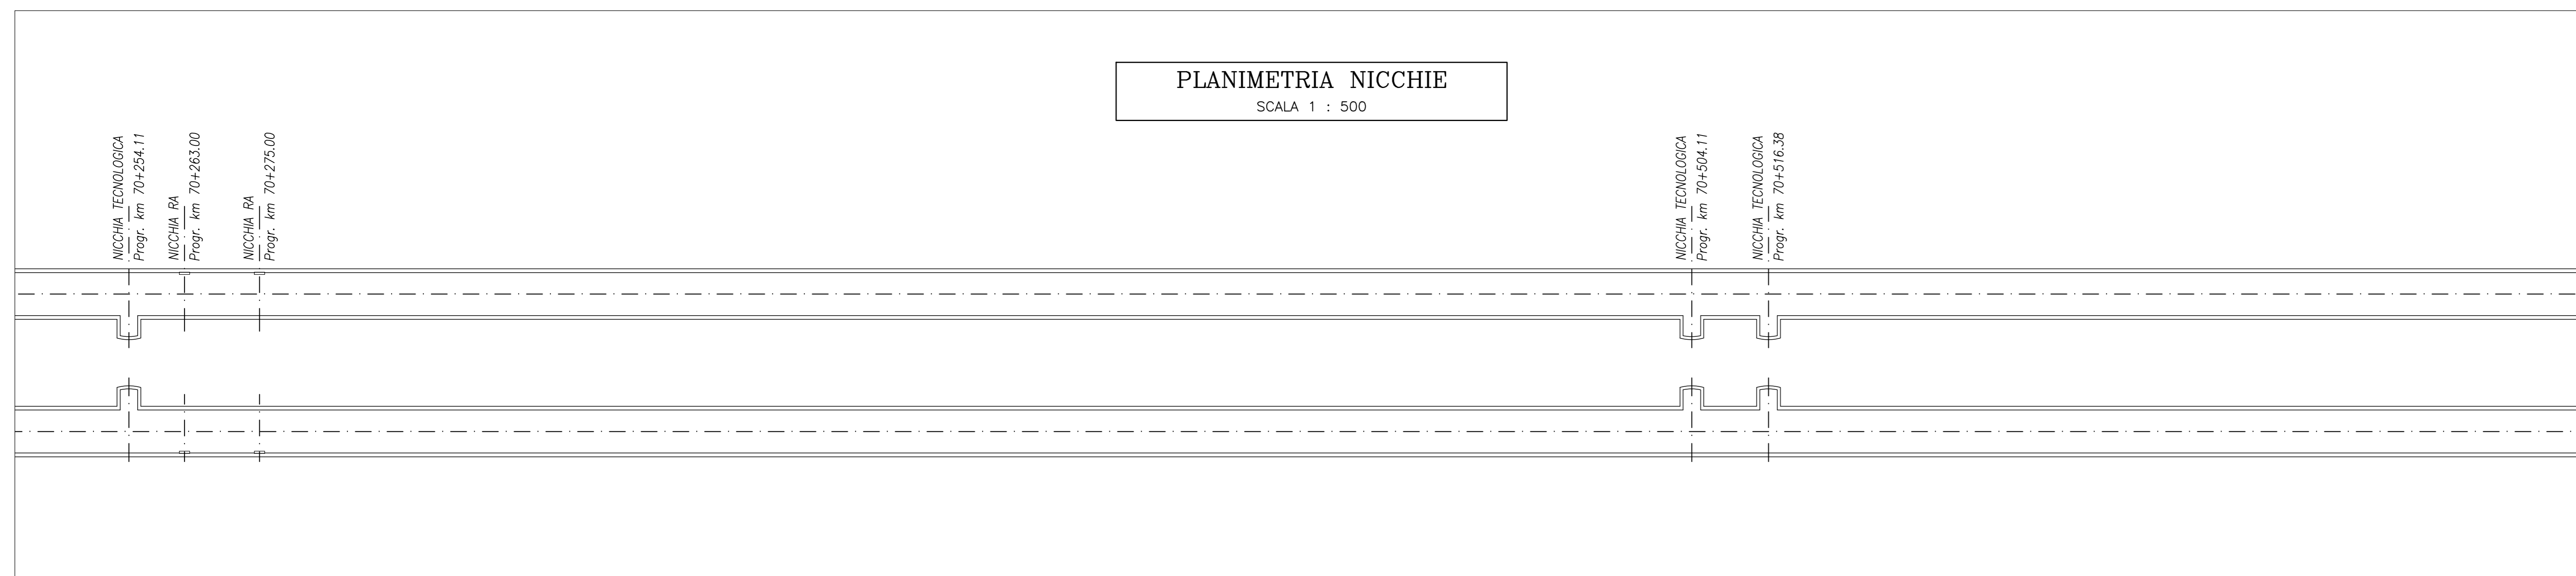 PLANIMETRIA NICCHIE
SCALA 1 : 500
NICCHIA TECNOLOGICA
Progr. km 70+254.11
NICCHIA RA
Progr. km 70+263.00
NICCHIA RA
Progr. km 70+275.00
NICCHIA TECNOLOGICA
Progr. km 70+504.11
NICCHIA TECNOLOGICA
Progr. km 70+516.38